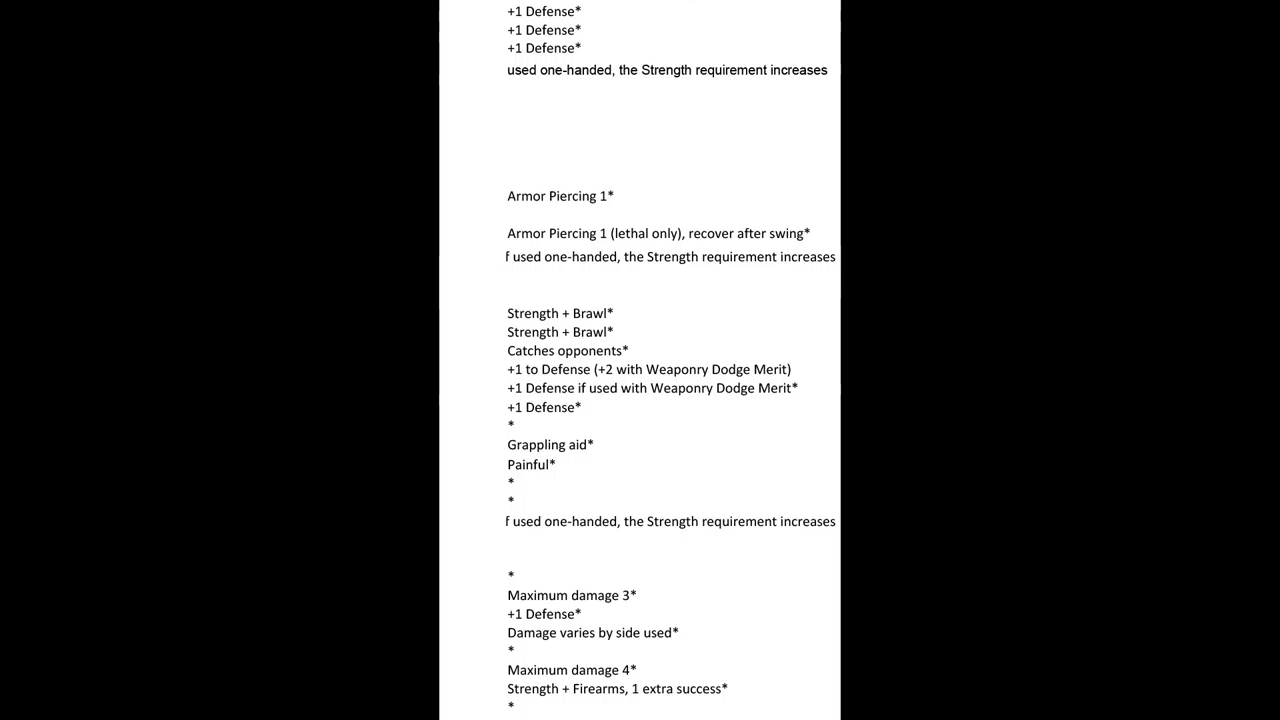 +1 Defense*
+1 Defense*
+1 Defense*
used one-handed, the Strength requirement increases
Armor Piercing 1*
Armor Piercing 1 (lethal only), recover after swing*
f used one-handed, the Strength requirement increases
Strength + Brawl*
Strength + Brawl*
Catches opponents*
+1 to Defense (+2 with Weaponry Dodge Merit)
+1 Defense if used with Weaponry Dodge Merit*
+1 Defense*
*
Grappling aid*
Painful*
*
*
f used one-handed, the Strength requirement increases
*
Maximum damage 3*
+1 Defense*
Damage varies by side used*
*
Maximum damage 4*
Strength + Firearms, 1 extra success*
*